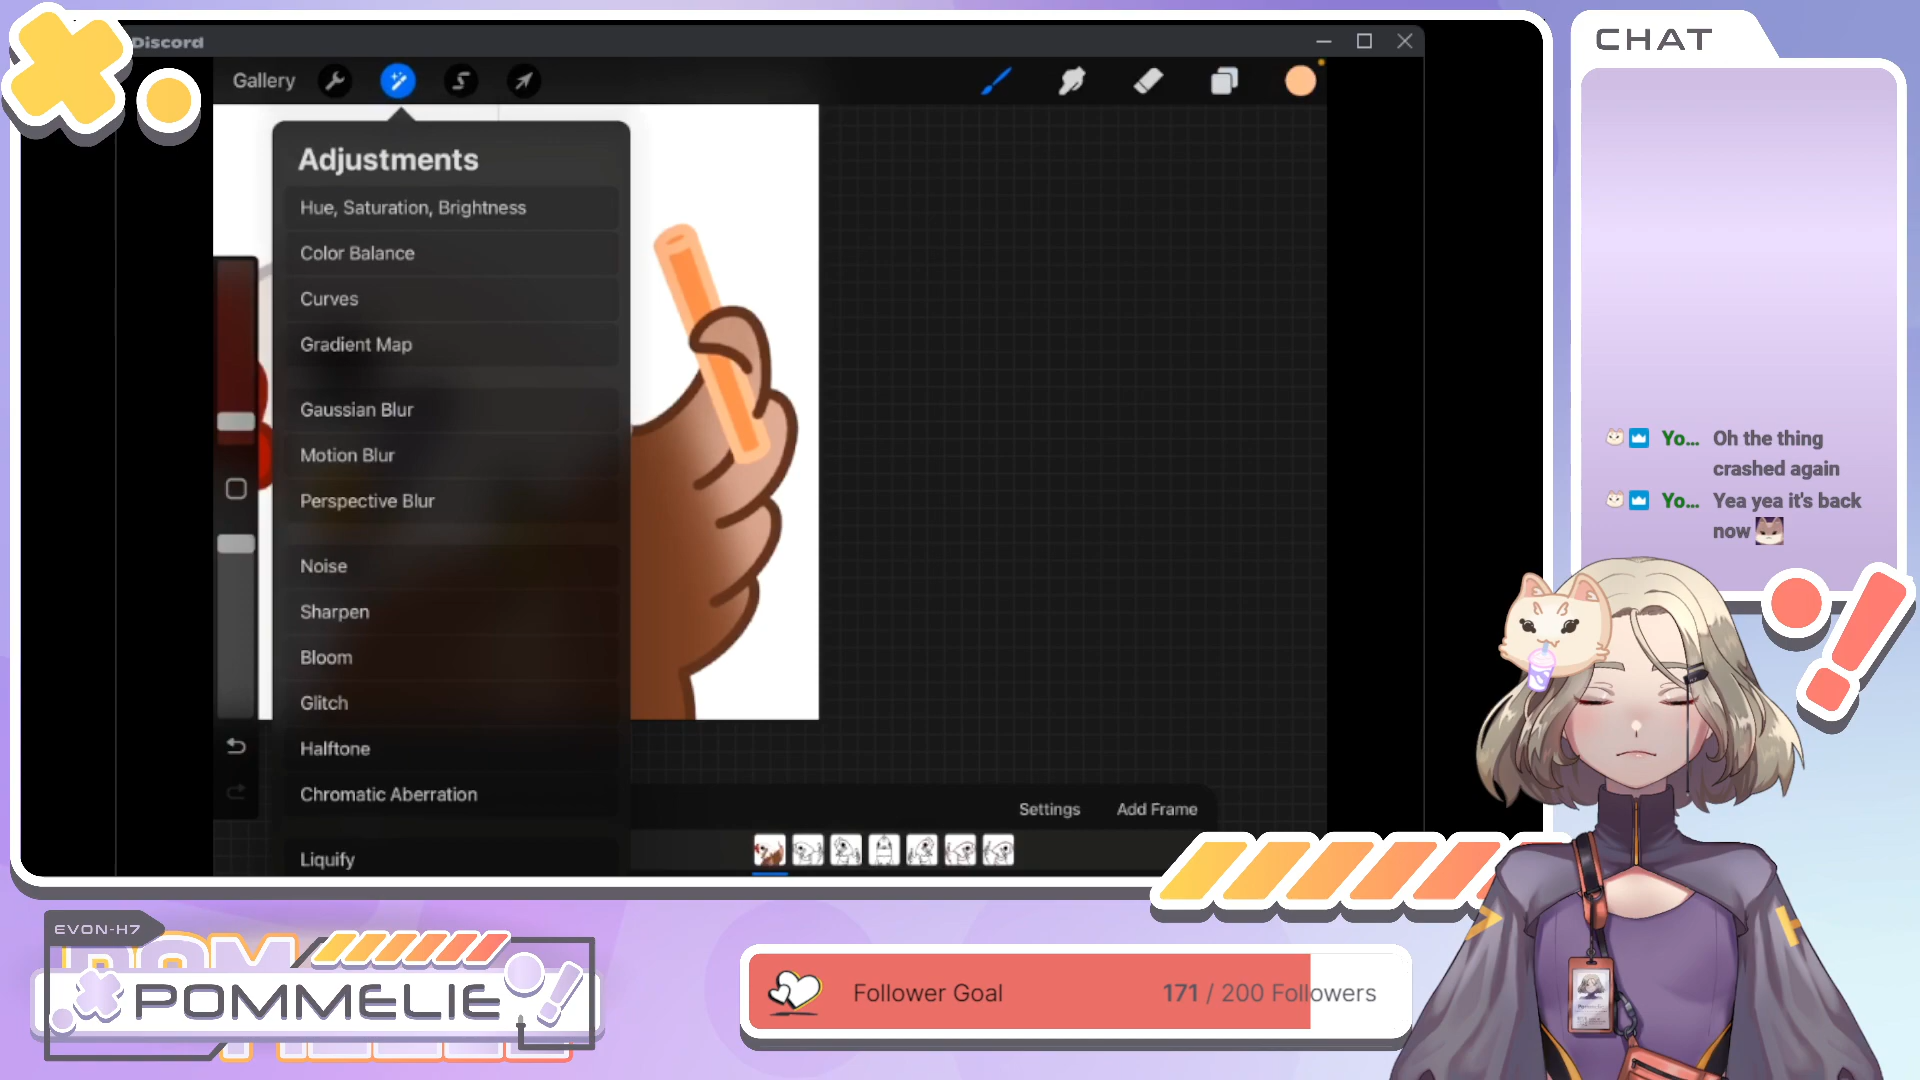 Discord
CHAT
Gallery
Adjustments
Hue, Saturation, Brightness
Color Balance
Curves
Gradient Map
Gaussian Blur
Motion Blur
Perspective Blur
Noise
Sharpen
Bloom
Glitch
Halftone
Chromatic Aberration
Liquify
Settings
Add Frame
Yo... Oh the thing
crashed again
Yo... Yea yea it's back
now
EVON-H7
POMMELIE
Follower Goal
171 / 200 Followers